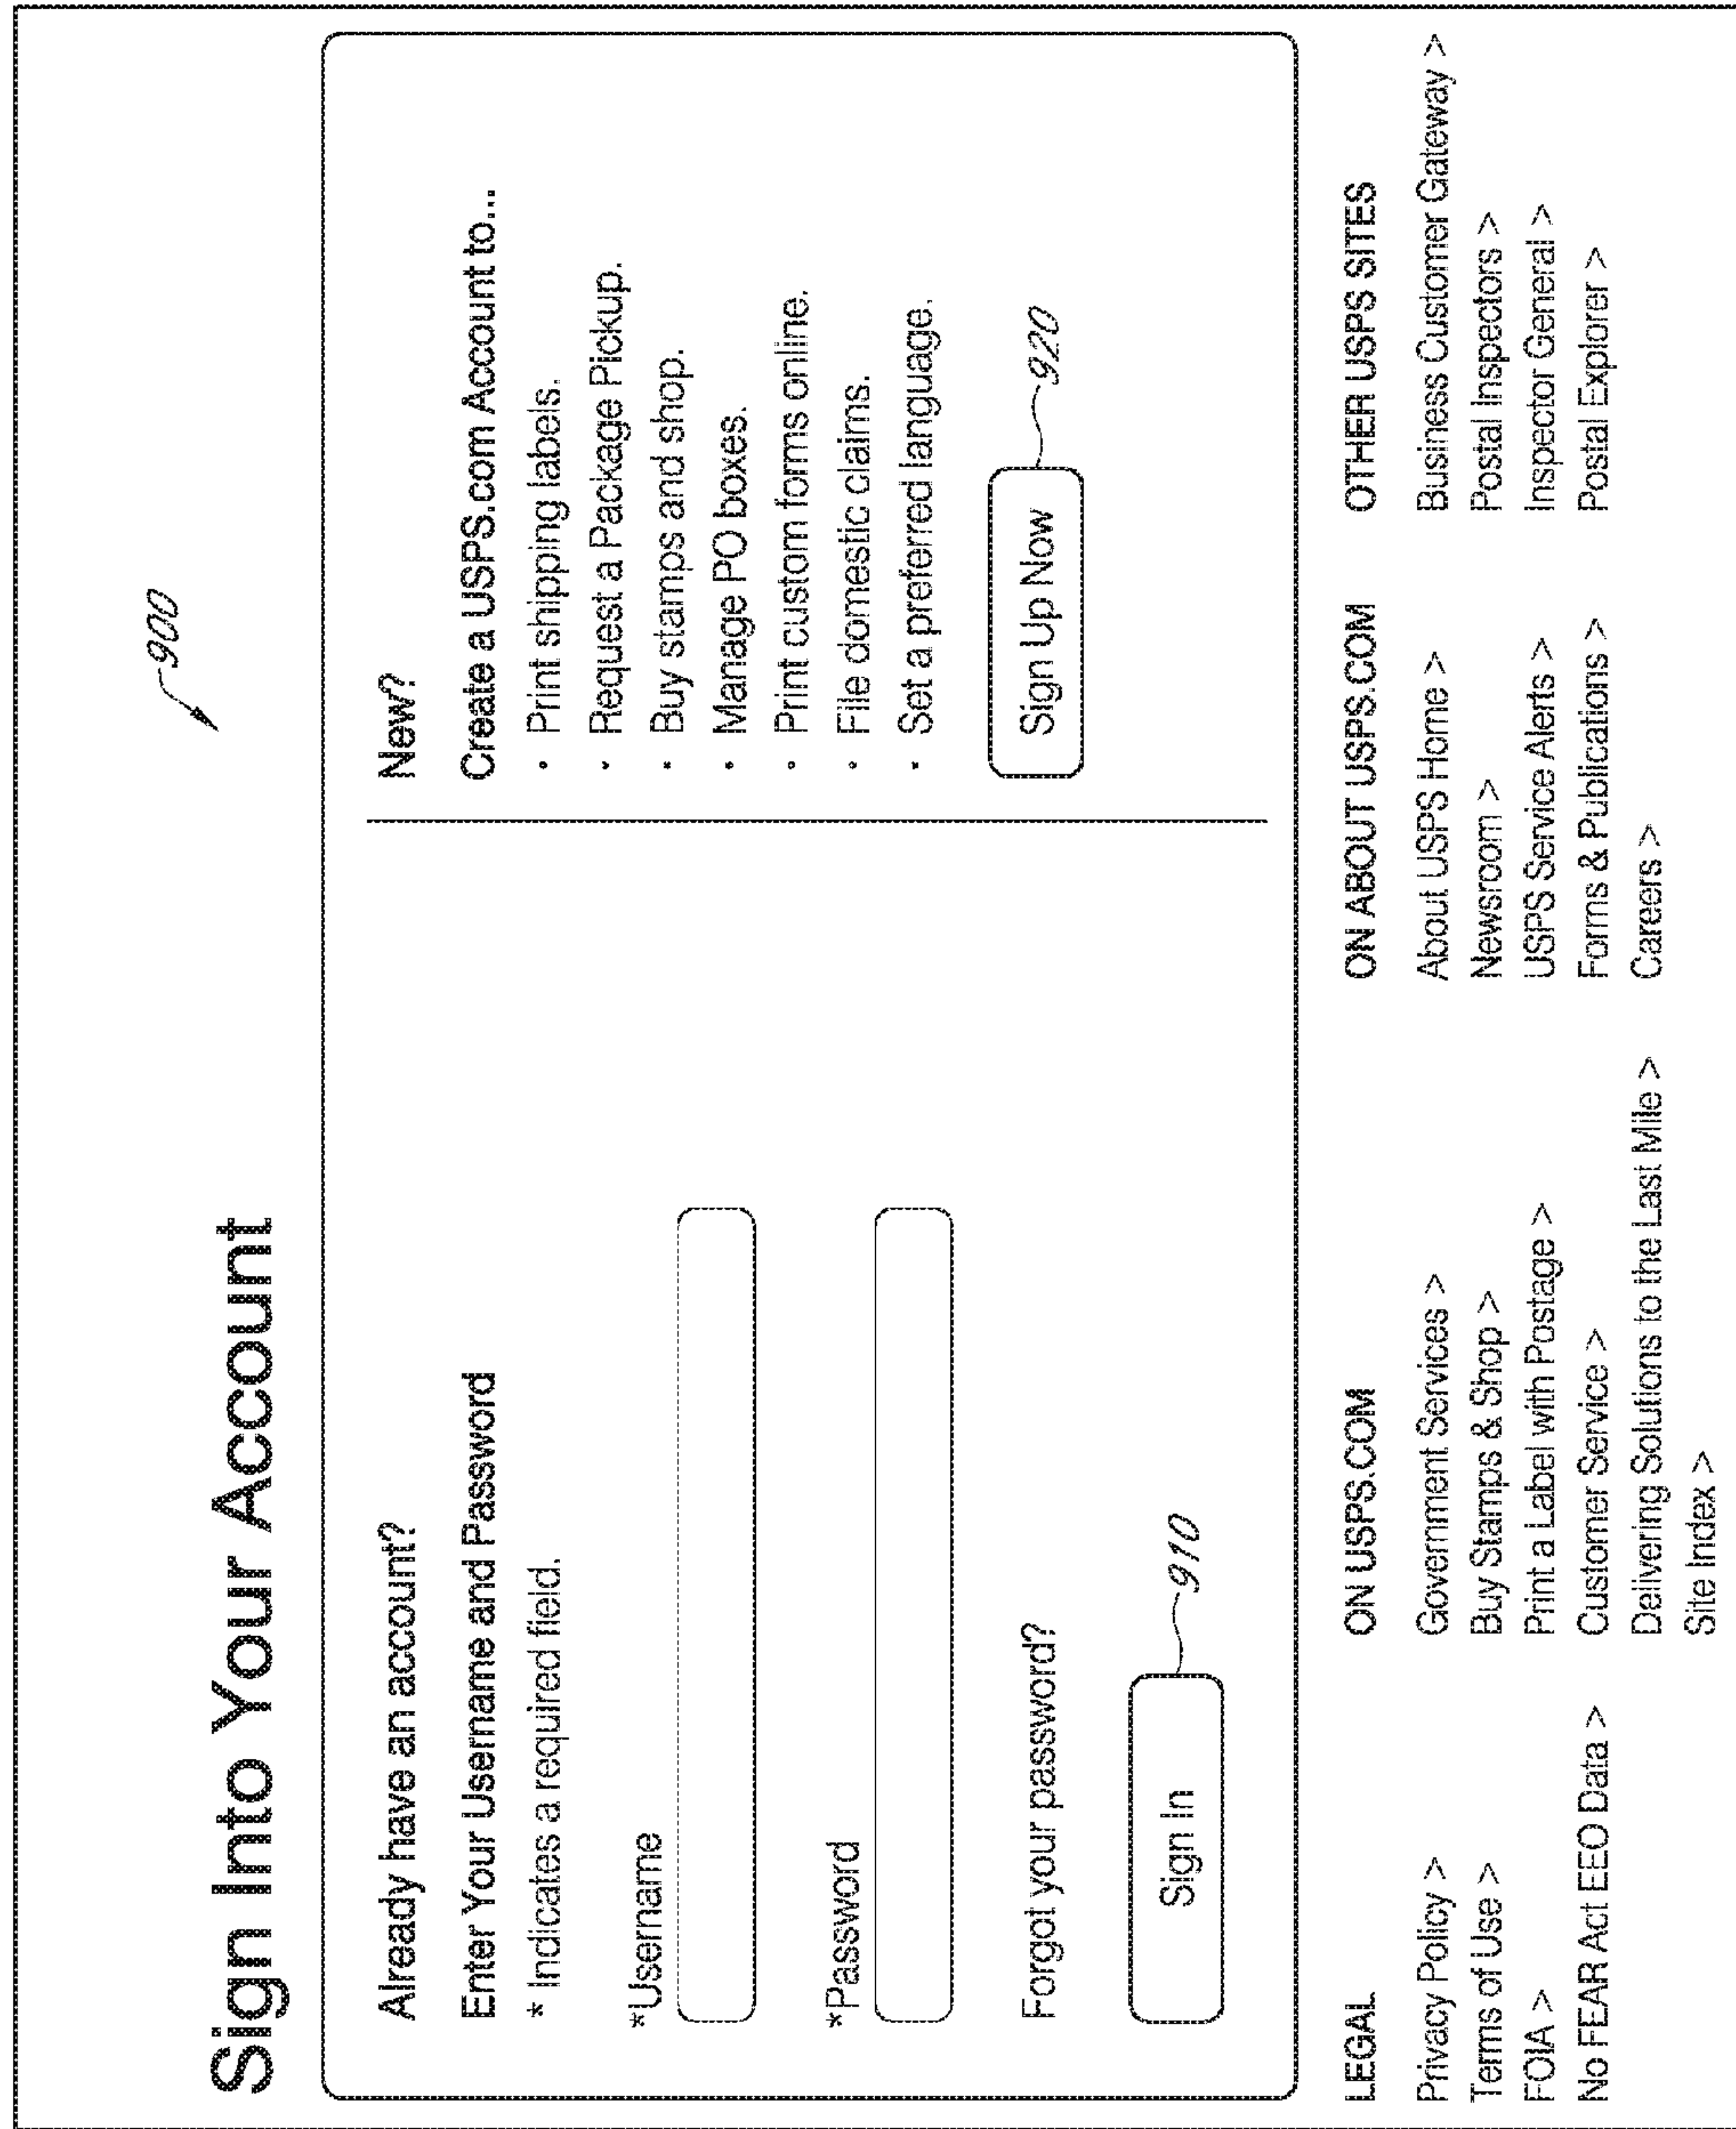 900
Sign Into Your Account
Already have an account?
Enter Your Username and Password
* Indicates a required field.
*Username
*Password
Forgot your password?
Sign In
910
New?
Create a USPS.com Account to...
• Print shipping labels.
• Request a Package Pickup.
• Buy stamps and shop.
• Manage PO boxes.
• Print custom forms online.
• File domestic claims.
• Set a preferred language.
Sign Up Now
920
LEGAL
Privacy Policy >
Terms of Use >
FOIA >
No FEAR Act EEO Data >
ON USPS.COM
Government Services >
Buy Stamps & Shop >
Print a Label with Postage >
Customer Service >
Delivering Solutions to the Last Mile >
Site Index >
ON ABOUT USPS.COM
About USPS Home >
Newsroom >
USPS Service Alerts >
Forms & Publications >
Careers >
OTHER USPS SITES
Business Customer Gateway >
Postal Inspectors >
Inspector General >
Postal Explorer >